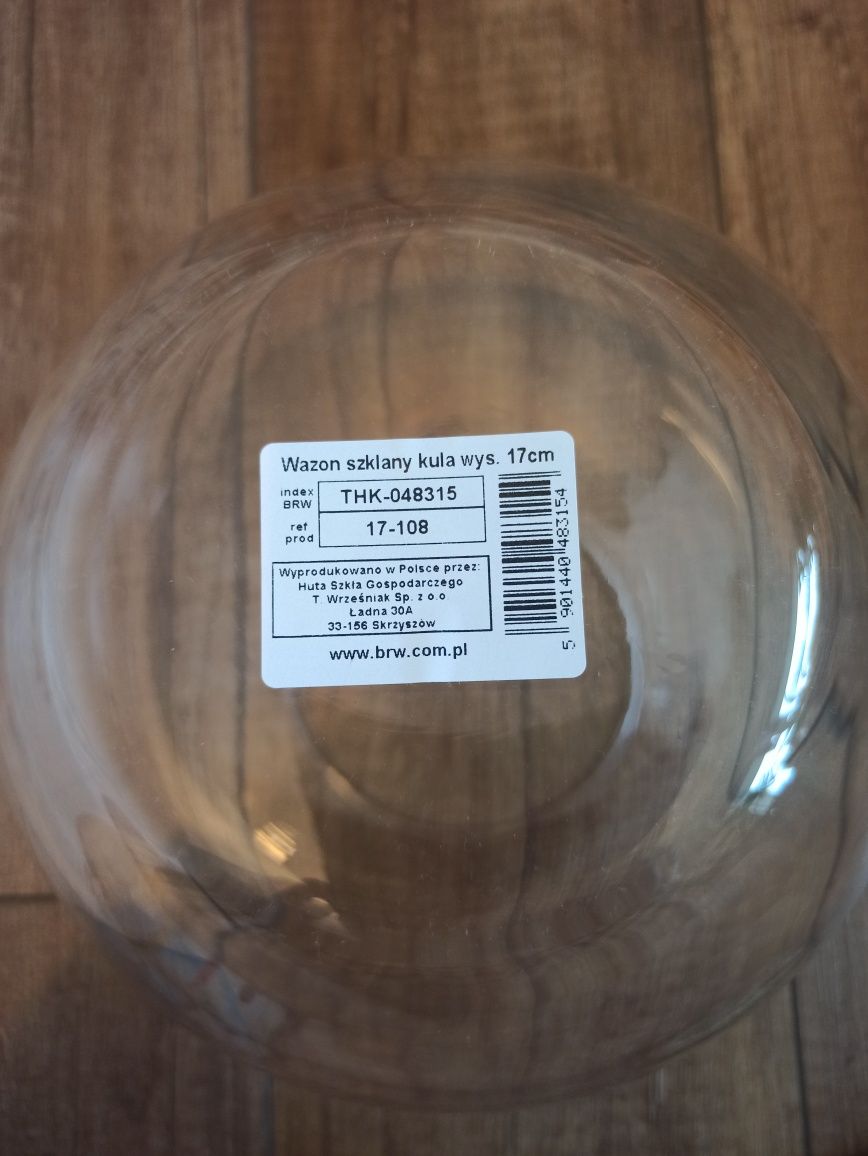 Wazon szklany kula wys. 17cm
index BRW THK-048315
ref prod 17-108
Wyprodukowano w Polsce przez:
Huta Szkła Gospodarczego
T. Wrześniak Sp. z o.o.
Ładna 30A
33-156 Skrzyszów
www.brw.com.pl
5 901440 483154